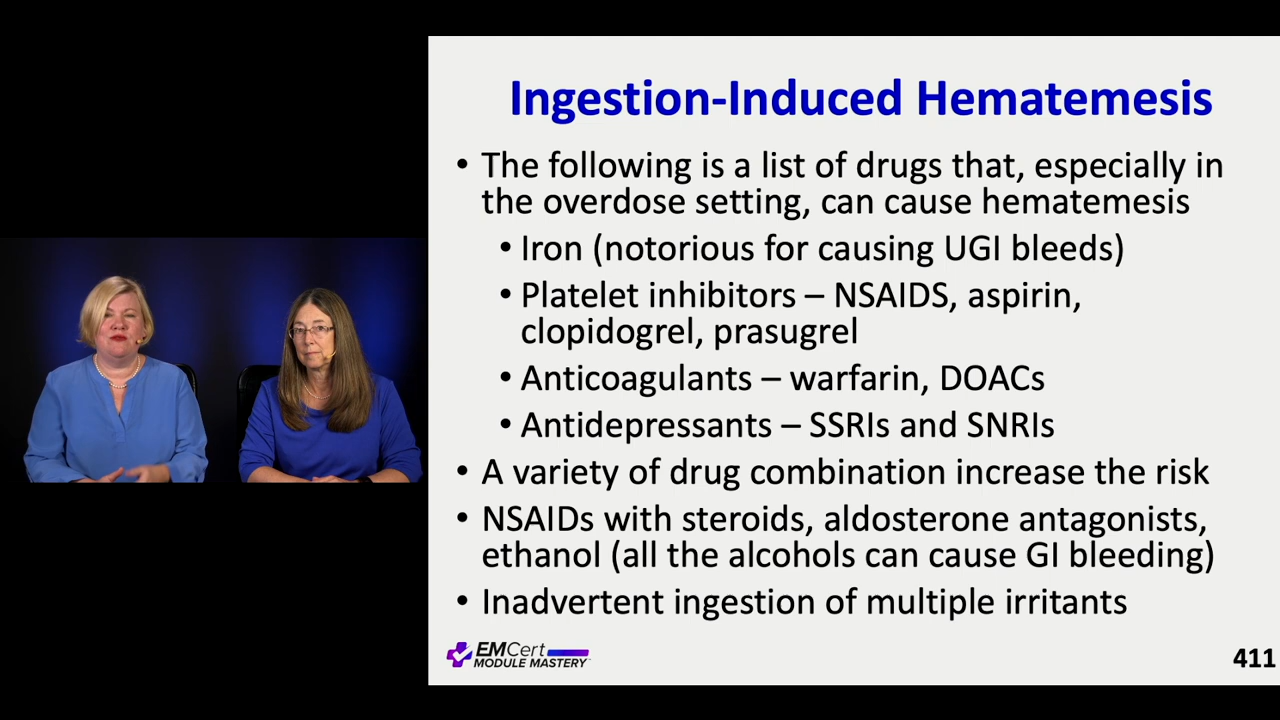 Ingestion-Induced Hematemesis
• The following is a list of drugs that, especially in
the overdose setting, can cause hematemesis
• Iron (notorious for causing UGI bleeds)
• Platelet inhibitors – NSAIDS, aspirin,
clopidogrel, prasugrel
• Anticoagulants – warfarin, DOACs
• Antidepressants – SSRIs and SNRIs
• A variety of drug combination increase the risk
• NSAIDs with steroids, aldosterone antagonists,
ethanol (all the alcohols can cause GI bleeding)
• Inadvertent ingestion of multiple irritants
EMCert
MODULE MASTERY
411